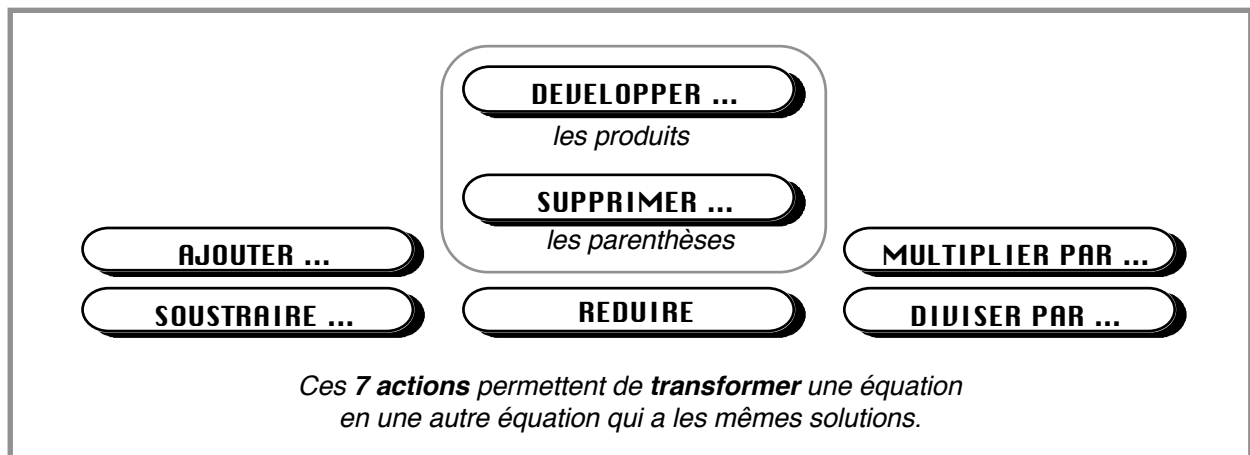 DEVELOPPER ...
les produits
SUPPRIMER ...
les parenthèses
AJOUTER ...
MULTIPLIER PAR ...
SOUSTRAIRE ...
REDUIRE
DIVISER PAR ...
Ces 7 actions permettent de transformer une équation
en une autre équation qui a les mêmes solutions.